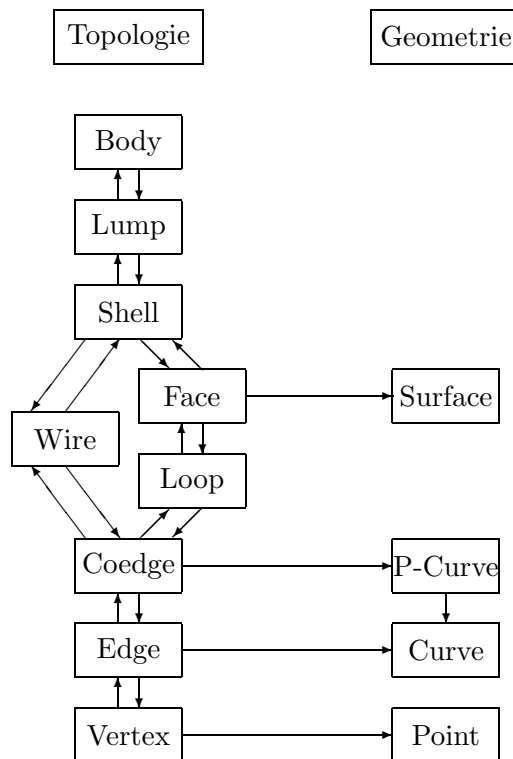 Topologie
Geometrie
Body
Lump
Shell
Face
Surface
Wire
Loop
Coedge
P-Curve
Edge
Curve
Vertex
Point